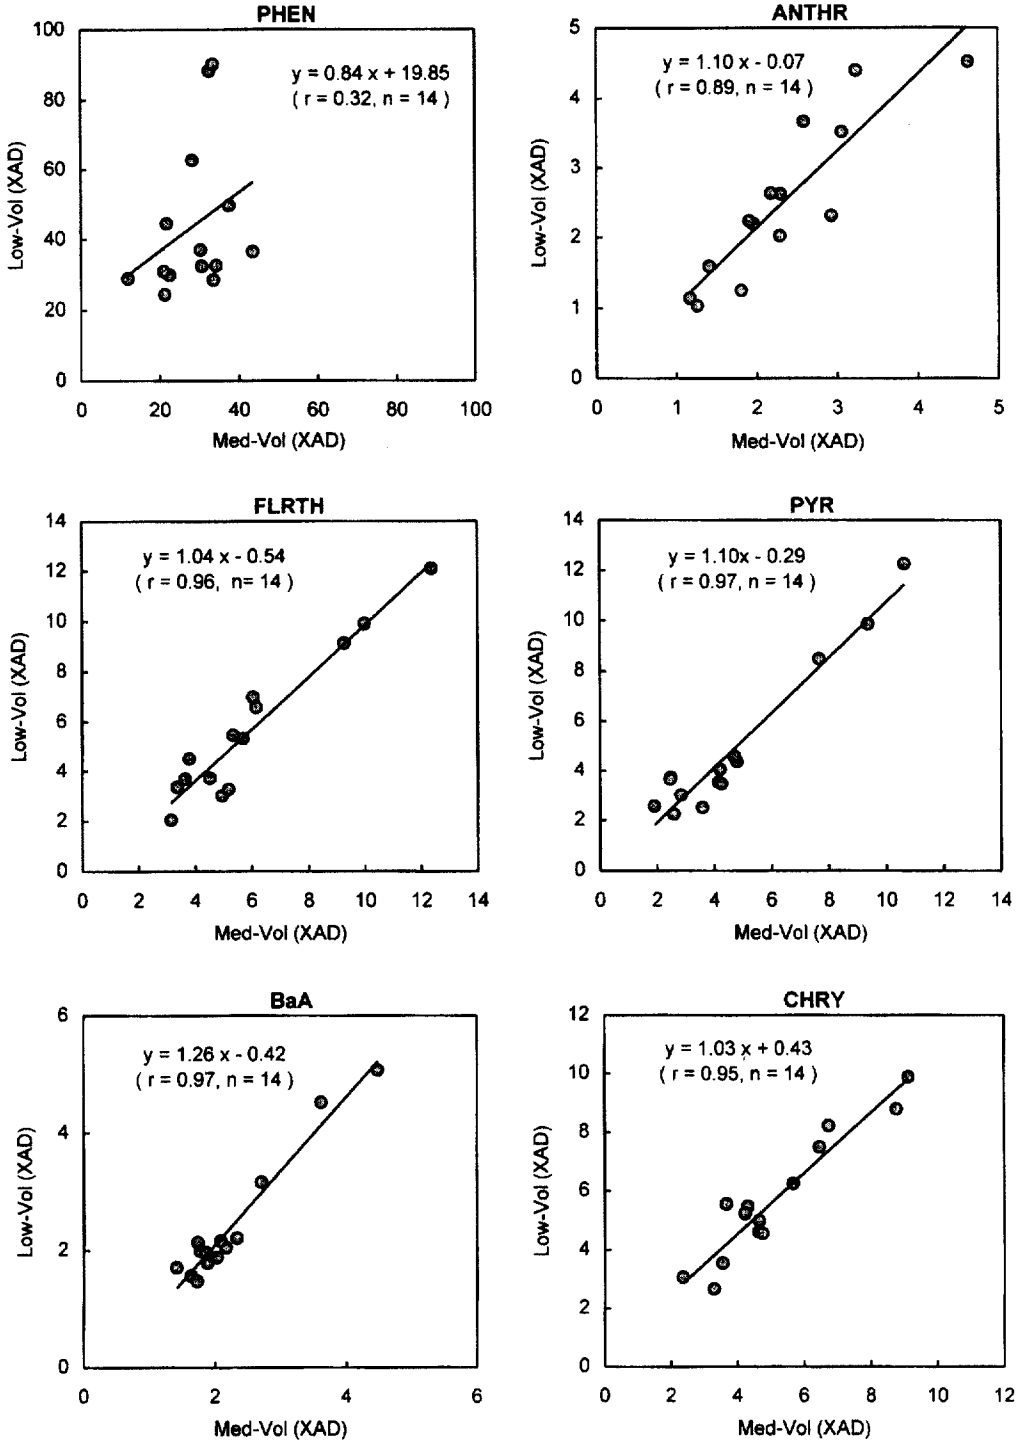 PHEN
100
80
60
40
20
0
y = 0.84 x + 19.85
( r = 0.32, n = 14 )
Low-Vol (XAD)
0 20 40 60 80 100
Med-Vol (XAD)
ANTHR
5
4
3
2
1
0
y = 1.10 x - 0.07
( r = 0.89, n = 14 )
Low-Vol (XAD)
0 1 2 3 4 5
Med-Vol (XAD)
FLRTH
14
12
10
8
6
4
2
0
y = 1.04 x - 0.54
( r = 0.96, n= 14 )
Low-Vol (XAD)
0 2 4 6 8 10 12 14
Med-Vol (XAD)
PYR
14
12
10
8
6
4
2
0
y = 1.10x - 0.29
( r = 0.97, n = 14 )
Low-Vol (XAD)
0 2 4 6 8 10 12 14
Med-Vol (XAD)
BaA
6
4
2
0
y = 1.26 x - 0.42
( r = 0.97, n = 14 )
Low-Vol (XAD)
0 2 4 6
Med-Vol (XAD)
CHRY
12
10
8
6
4
2
0
y = 1.03 x + 0.43
( r = 0.95, n = 14 )
Low-Vol (XAD)
0 2 4 6 8 10 12
Med-Vol (XAD)